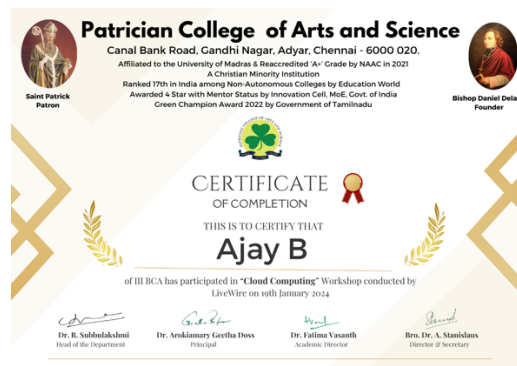 Patrician College of Arts and Science
Canal Bank Road, Gandhi Nagar, Adyar, Chennai - 6000 020.
Affiliated to the University of Madras & Reaccredited 'A+' Grade by NAAC in 2021
A Christian Minority Institution
Ranked 17th in India among Non-Autonomous Colleges by Education World
Awarded 4 Star with Mentor Status by Innovation Cell, MoE, Govt. of India
Green Champion Award 2022 by Government of Tamilnadu
Saint Patrick
Patron
Bishop Daniel Dela
Founder
CERTIFICATE
OF COMPLETION
THIS IS TO CERTIFY THAT
Ajay B
of III BCA has participated in "Cloud Computing" Workshop conducted by
LiveWire on 19th January 2024
Dr. B. Subbulakshmi
Head of the Department
Dr. Arokiamary Geetha Doss
Principal
Dr. Fatima Vasanth
Academic Director
Bro. Dr. A. Stanislaus
Director & Secretary